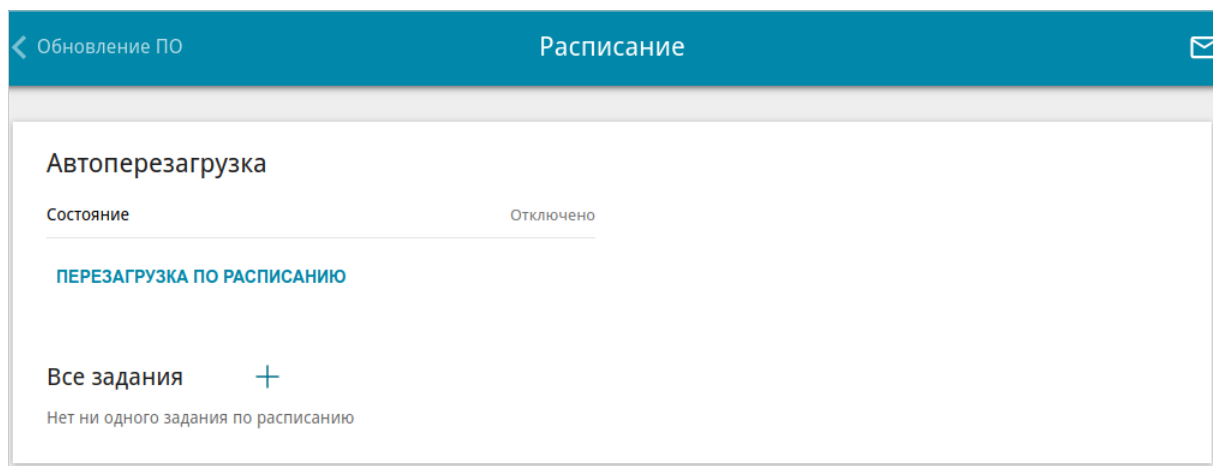 Обновление ПО
Расписание
Автоперезагрузка
Состояние
Отключено
ПЕРЕЗАГРУЗКА ПО РАСПИСАНИЮ
Все задания
Нет ни одного задания по расписанию